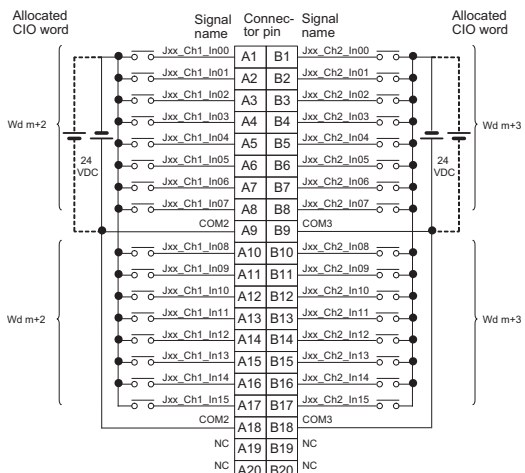 Allocated CIO word
Signal name
Connec- tor pin
Signal name
Allocated CIO word
Jxx_Ch1_In00 A1 B1 Jxx_Ch2_In00
Jxx_Ch1_In01 A2 B2 Jxx_Ch2_In01
Jxx_Ch1_In02 A3 B3 Jxx_Ch2_In02
Jxx_Ch1_In03 A4 B4 Jxx_Ch2_In03
Wd m+2
Wd m+3
Jxx_Ch1_In04 A5 B5 Jxx_Ch2_In04
24 VDC
24 VDC
Jxx_Ch1_In05 A6 B6 Jxx_Ch2_In05
Jxx_Ch1_In06 A7 B7 Jxx_Ch2_In06
Jxx_Ch1_In07 A8 B8 Jxx_Ch2_In07
COM2 A9 B9 COM3
Jxx_Ch1_In08 A10 B10 Jxx_Ch2_In08
Jxx_Ch1_In09 A11 B11 Jxx_Ch2_In09
Jxx_Ch1_In10 A12 B12 Jxx_Ch2_In10
Wd m+2 Jxx_Ch1_In11 A13 B13 Jxx_Ch2_In11 Wd m+3
Jxx_Ch1_In12 A14 B14 Jxx_Ch2_In12
Jxx_Ch1_In13 A15 B15 Jxx_Ch2_In13
Jxx_Ch1_In14 A16 B16 Jxx_Ch2_In14
Jxx_Ch1_In15 A17 B17 Jxx_Ch2_In15
COM2 A18 B18 COM3
NC A19 B19 NC
NC A20 B20 NC